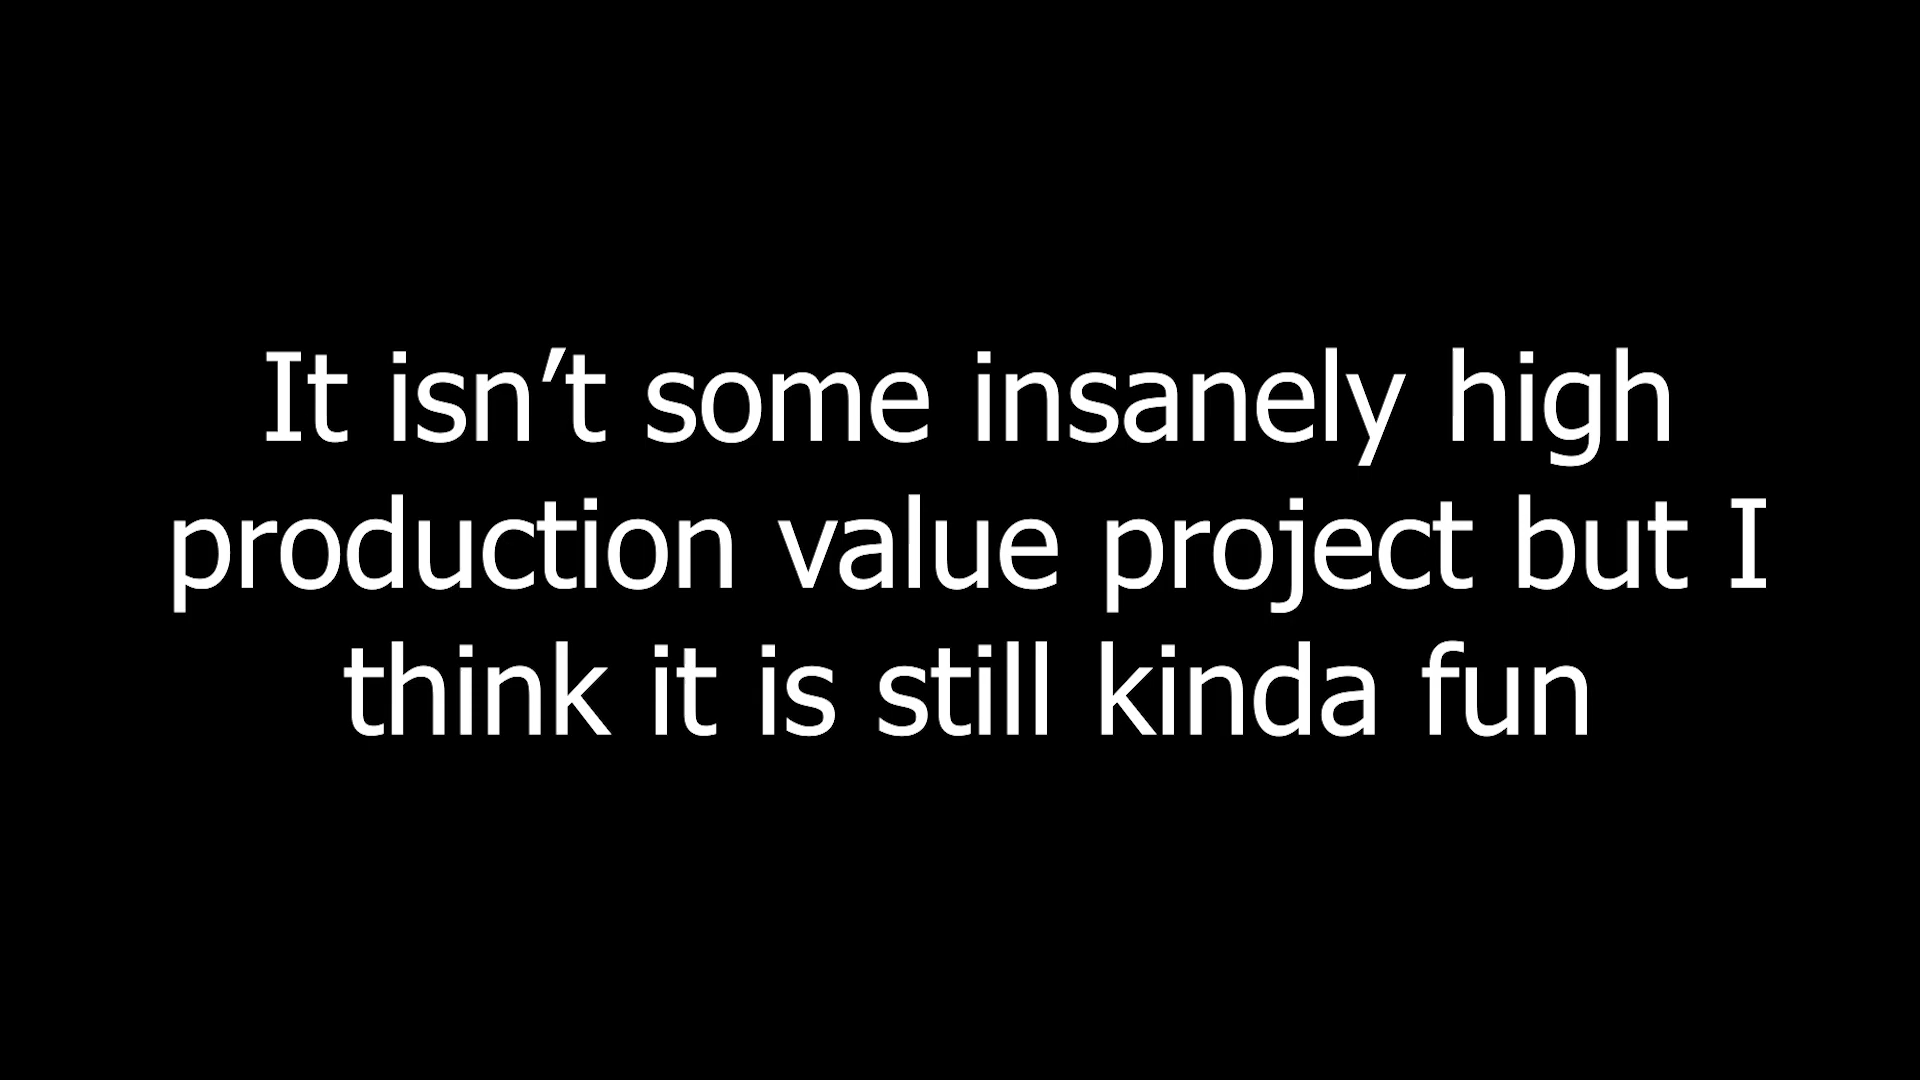 It isn’t some insanely high
production value project but I
think it is still kinda fun